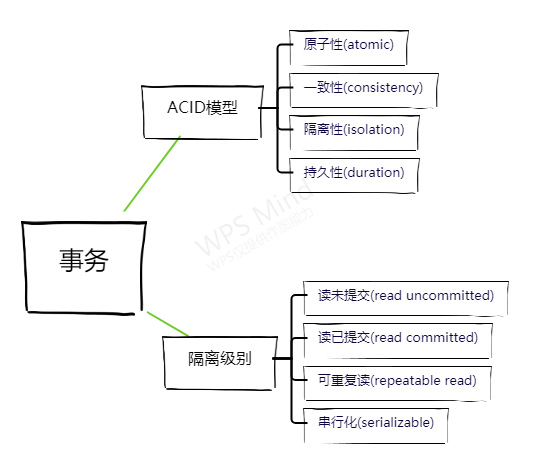 事务
ACID模型
原子性(atomic)
一致性(consistency)
隔离性(isolation)
持久性(duration)
隔离级别
读未提交(read uncommitted)
读已提交(read committed)
可重复读(repeatable read)
串行化(serializable)
WPS Mind